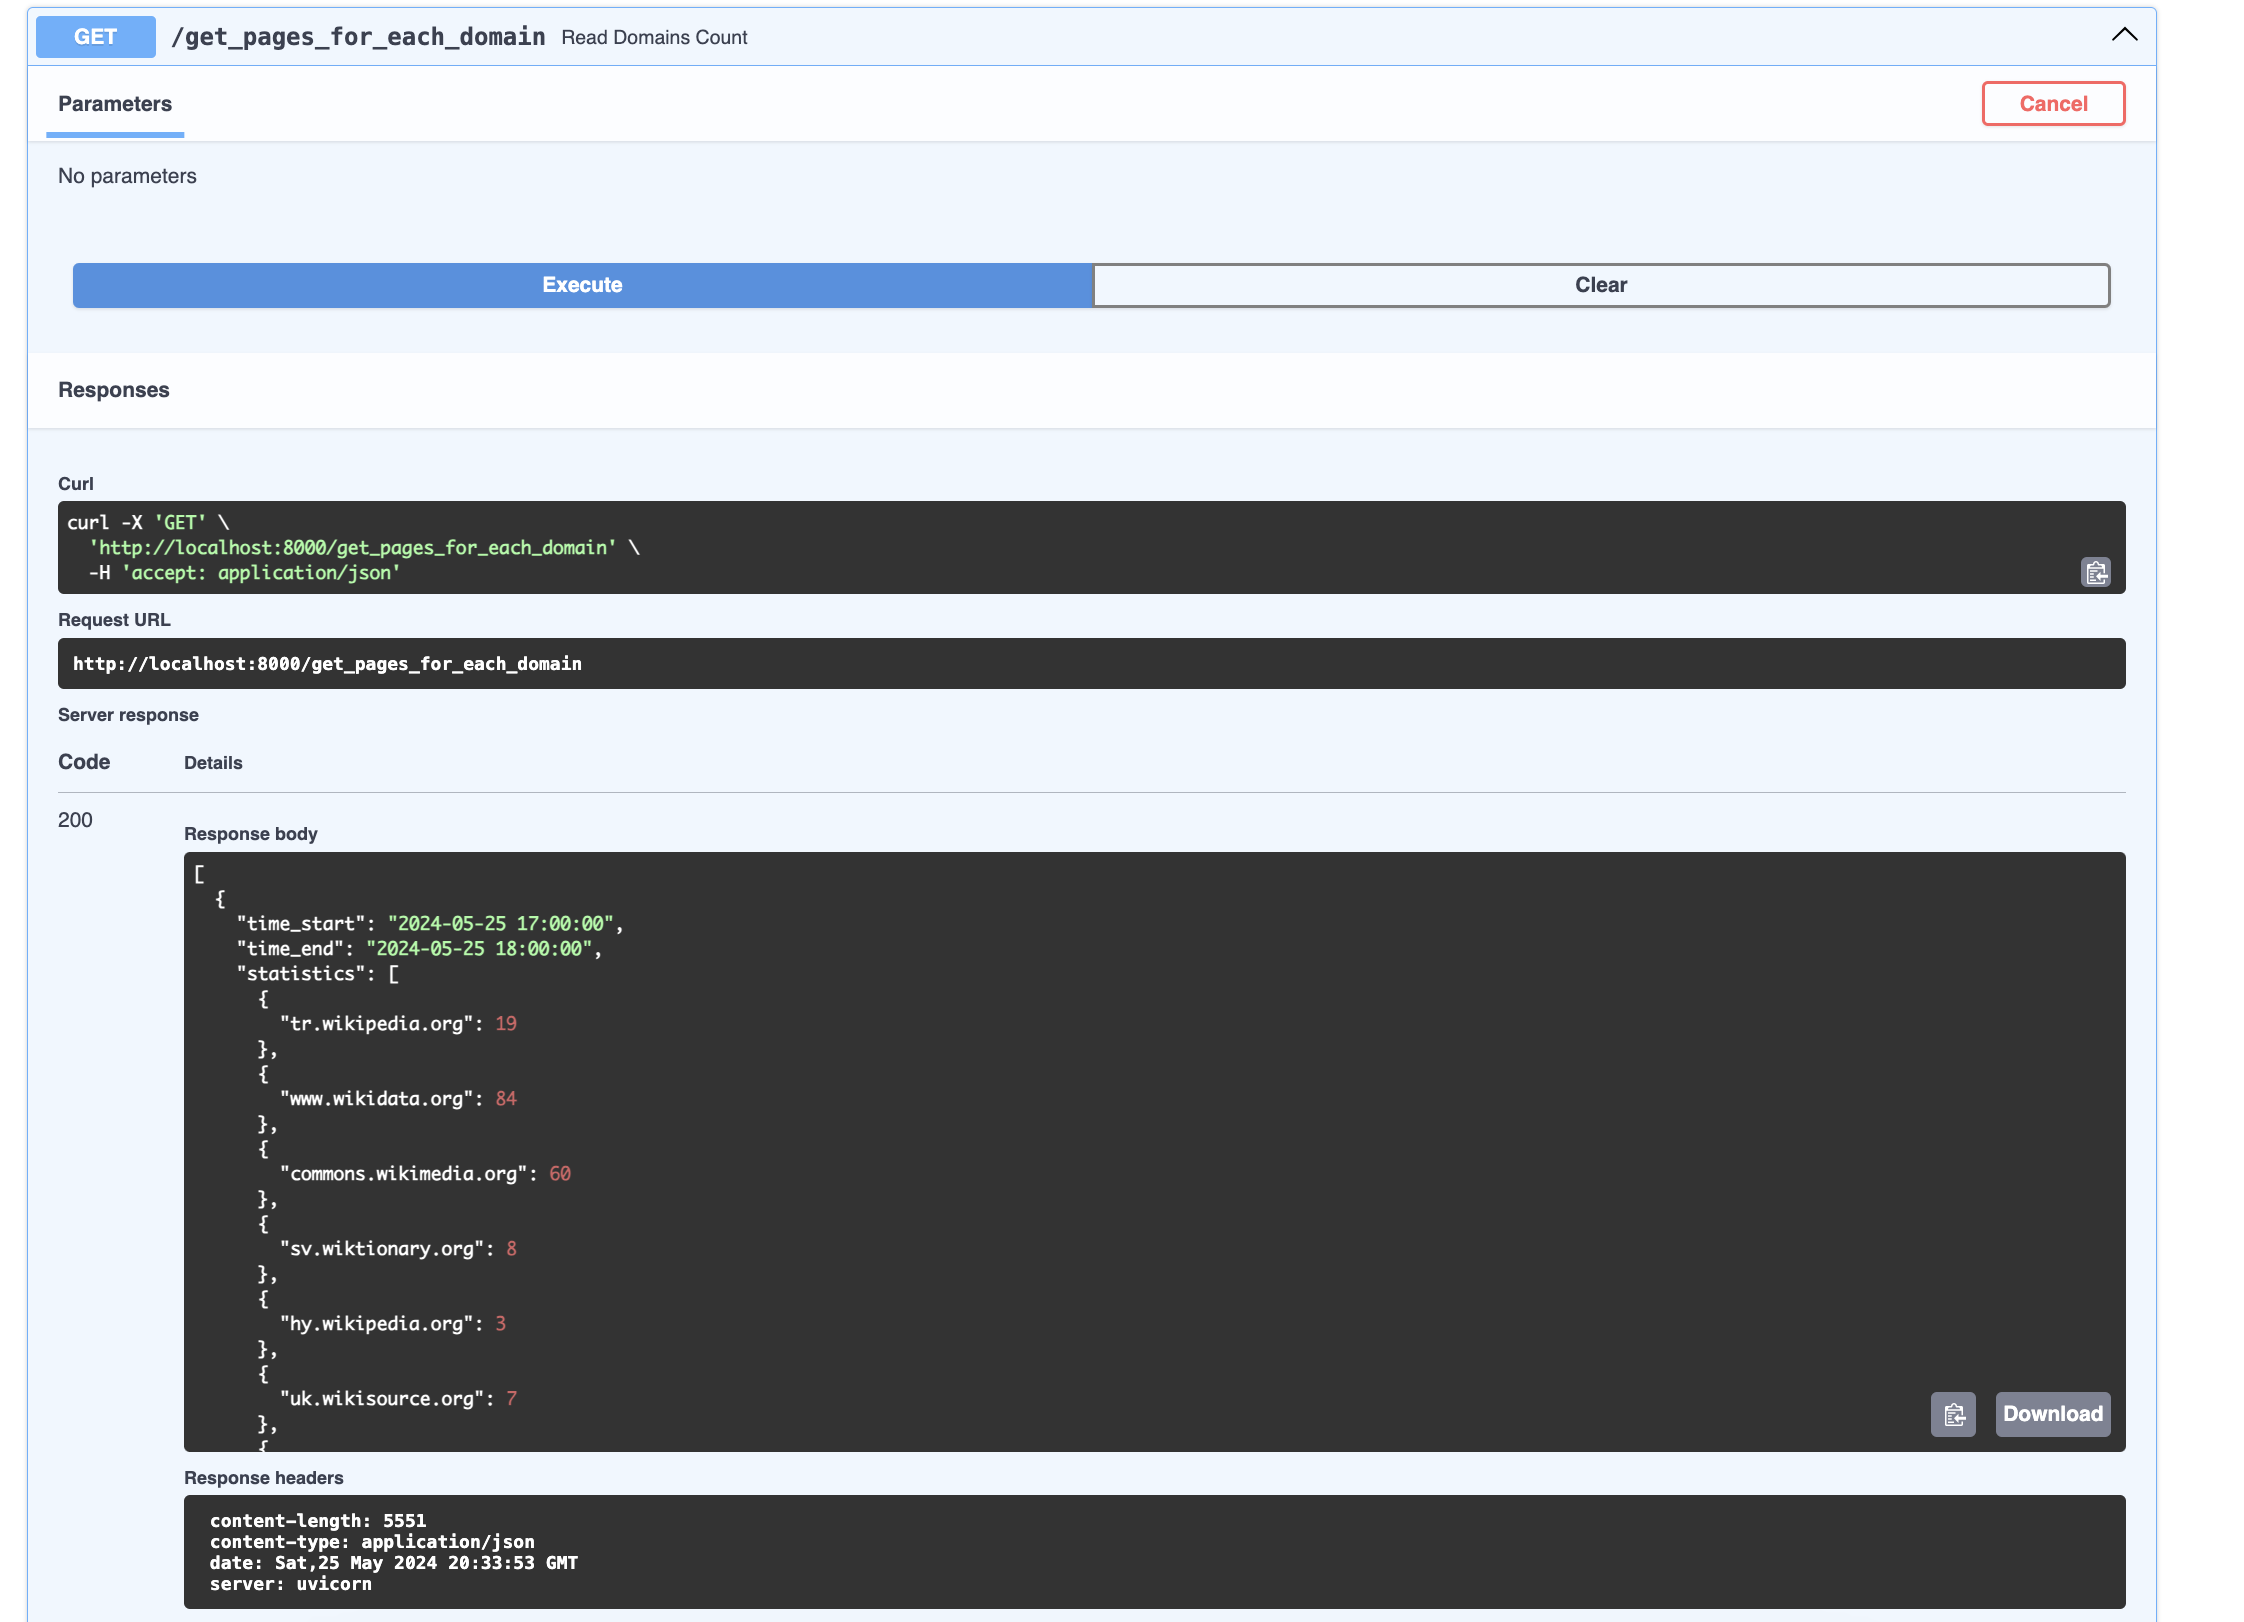 GET /get_pages_for_each_domain Read Domains Count
Parameters
Cancel
No parameters
Execute
Clear
Responses
Curl
curl -X 'GET' \
  'http://localhost:8000/get_pages_for_each_domain' \
  -H 'accept: application/json'
Request URL
http://localhost:8000/get_pages_for_each_domain
Server response
Code Details
200
Response body
[
  {
    "time_start": "2024-05-25 17:00:00",
    "time_end": "2024-05-25 18:00:00",
    "statistics": [
      {
        "tr.wikipedia.org": 19
      },
      {
        "www.wikidata.org": 84
      },
      {
        "commons.wikimedia.org": 60
      },
      {
        "sv.wiktionary.org": 8
      },
      {
        "hy.wikipedia.org": 3
      },
      {
        "uk.wikisource.org": 7
      },
      {
Download
Response headers
content-length: 5551
content-type: application/json
date: Sat,25 May 2024 20:33:53 GMT
server: uvicorn